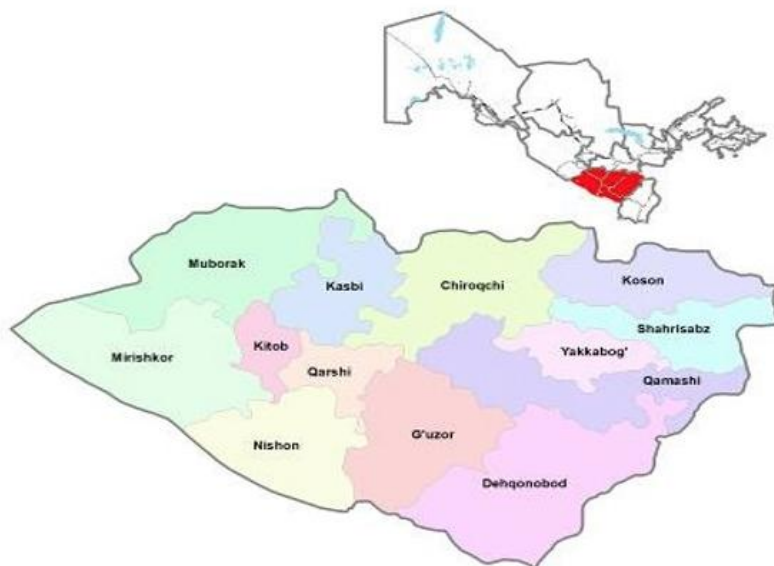 Muborak
Kasbi
Chiroqchi
Koson
Shahrisabz
Mirishkor
Kitob
Qarshi
Yakkabog'
Qamashi
Nishon
G'uzor
Dehqonobod